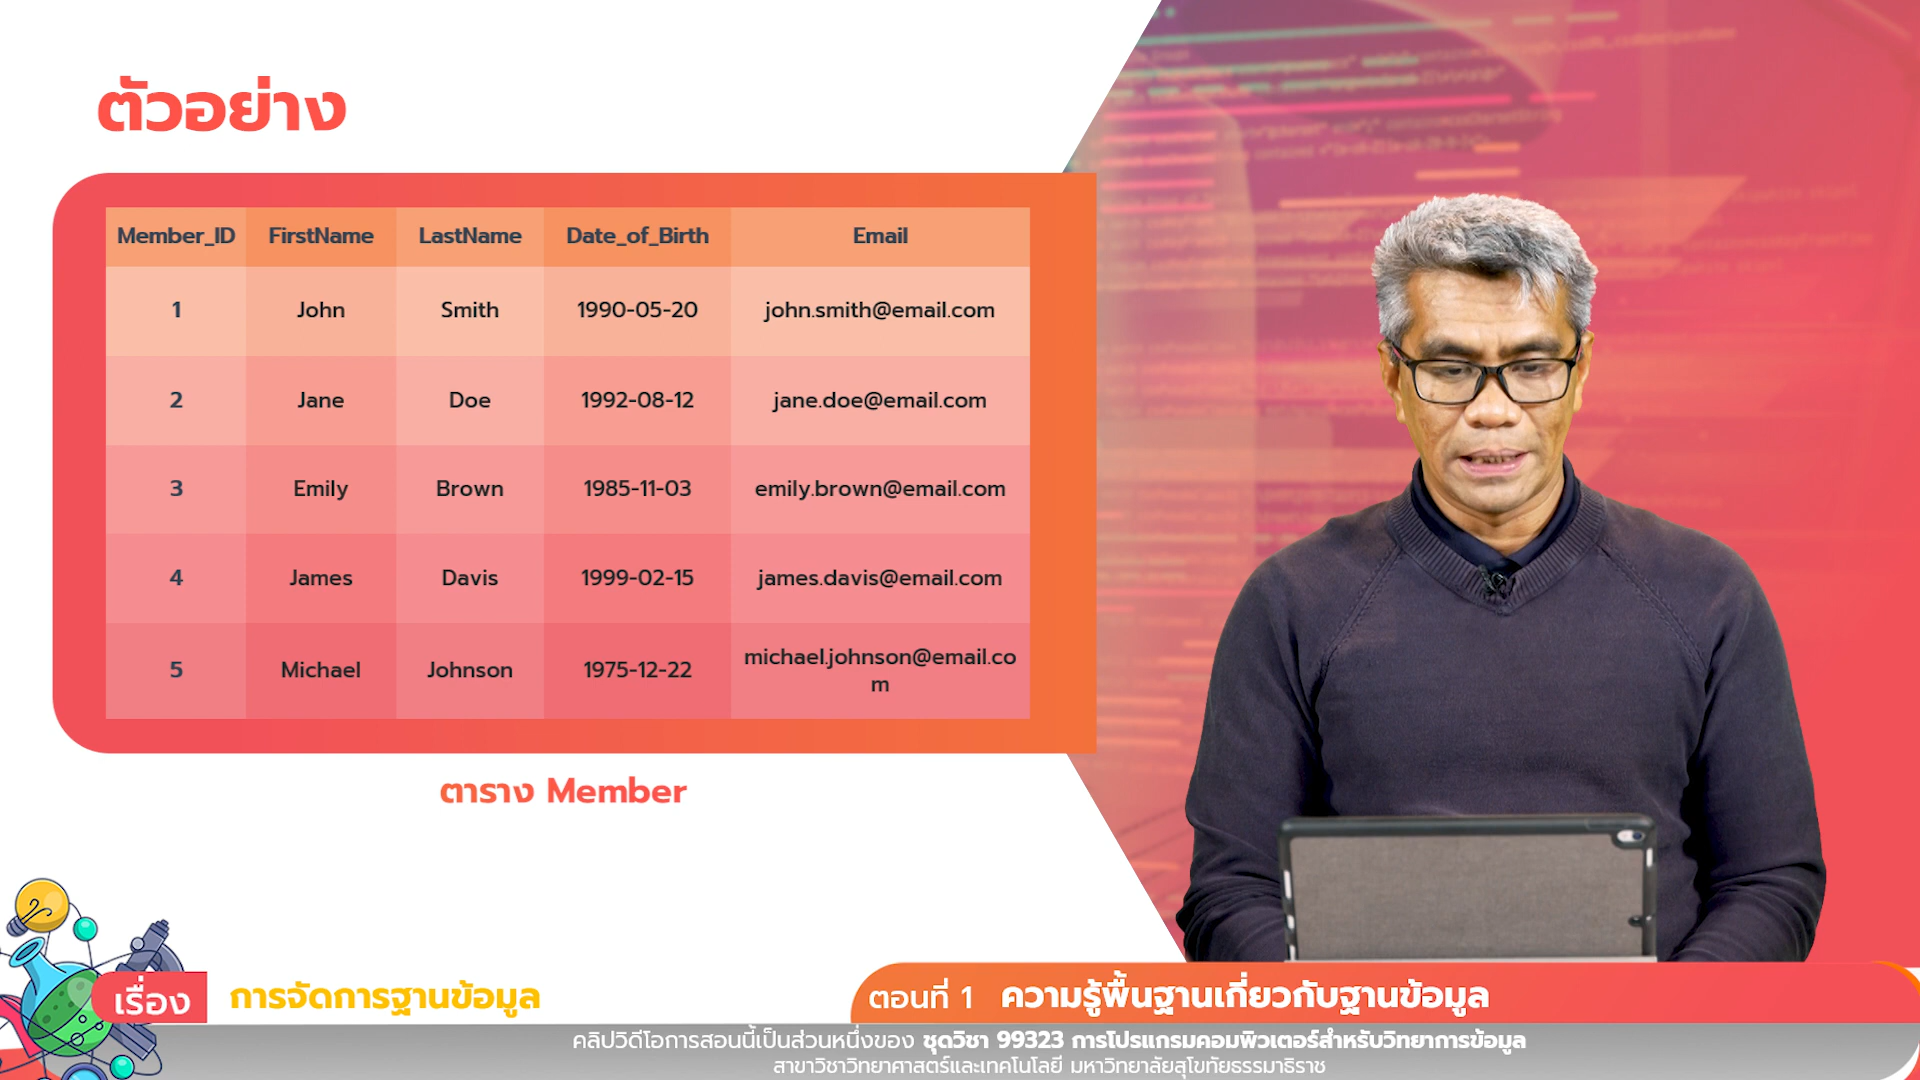 ตัวอย่าง
Member_ID FirstName LastName Date_of_Birth Email
1 John Smith 1990-05-20 john.smith@email.com
2 Jane Doe 1992-08-12 jane.doe@email.com
3 Emily Brown 1985-11-03 emily.brown@email.com
4 James Davis 1999-02-15 james.davis@email.com
5 Michael Johnson 1975-12-22 michael.johnson@email.co
m
ตาราง Member
เรื่อง การจัดการฐานข้อมูล
ตอนที่ 1 ความรู้พื้นฐานเกี่ยวกับฐานข้อมูล
คลิปวิดีโอการสอนนี้เป็นส่วนหนึ่งของ ชุดวิชา 99323 การโปรแกรมคอมพิวเตอร์สำหรับวิทยาการข้อมูล
สาขาวิชาวิทยาศาสตร์และเทคโนโลยี มหาวิทยาลัยสุโขทัยธรรมาธิราช